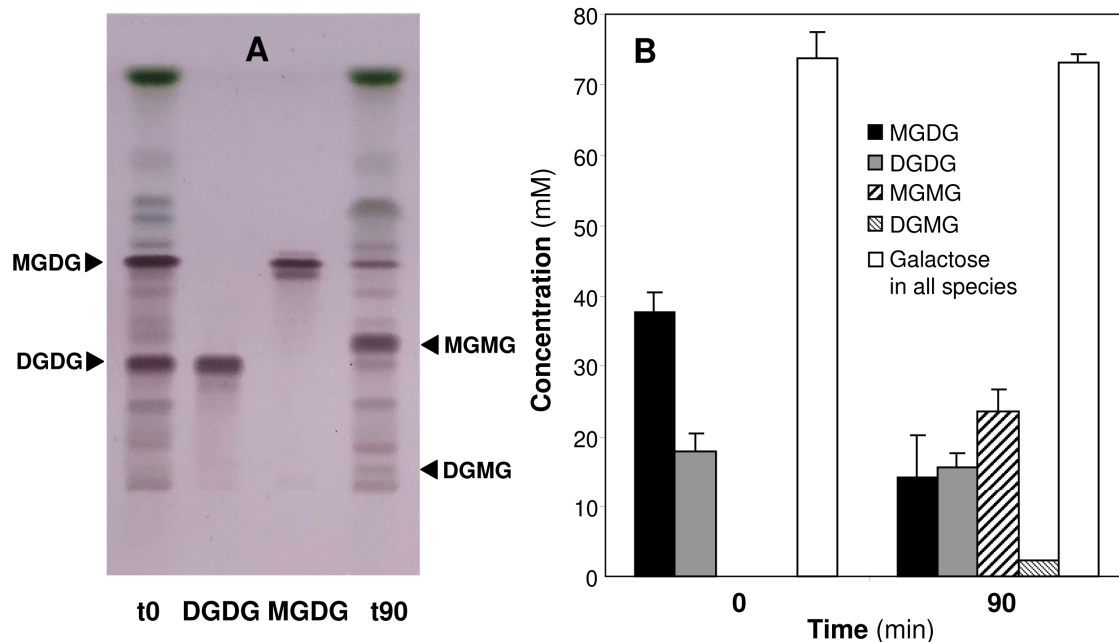 A
MGDG
DGDG
MGMG
DGMG
t0 DGDG MGDG t90
B
Concentration (mM)
80
70
60
50
40
30
20
10
0
MGDG
DGDG
MGMG
DGMG
Galactose
in all species
0 90
Time (min)